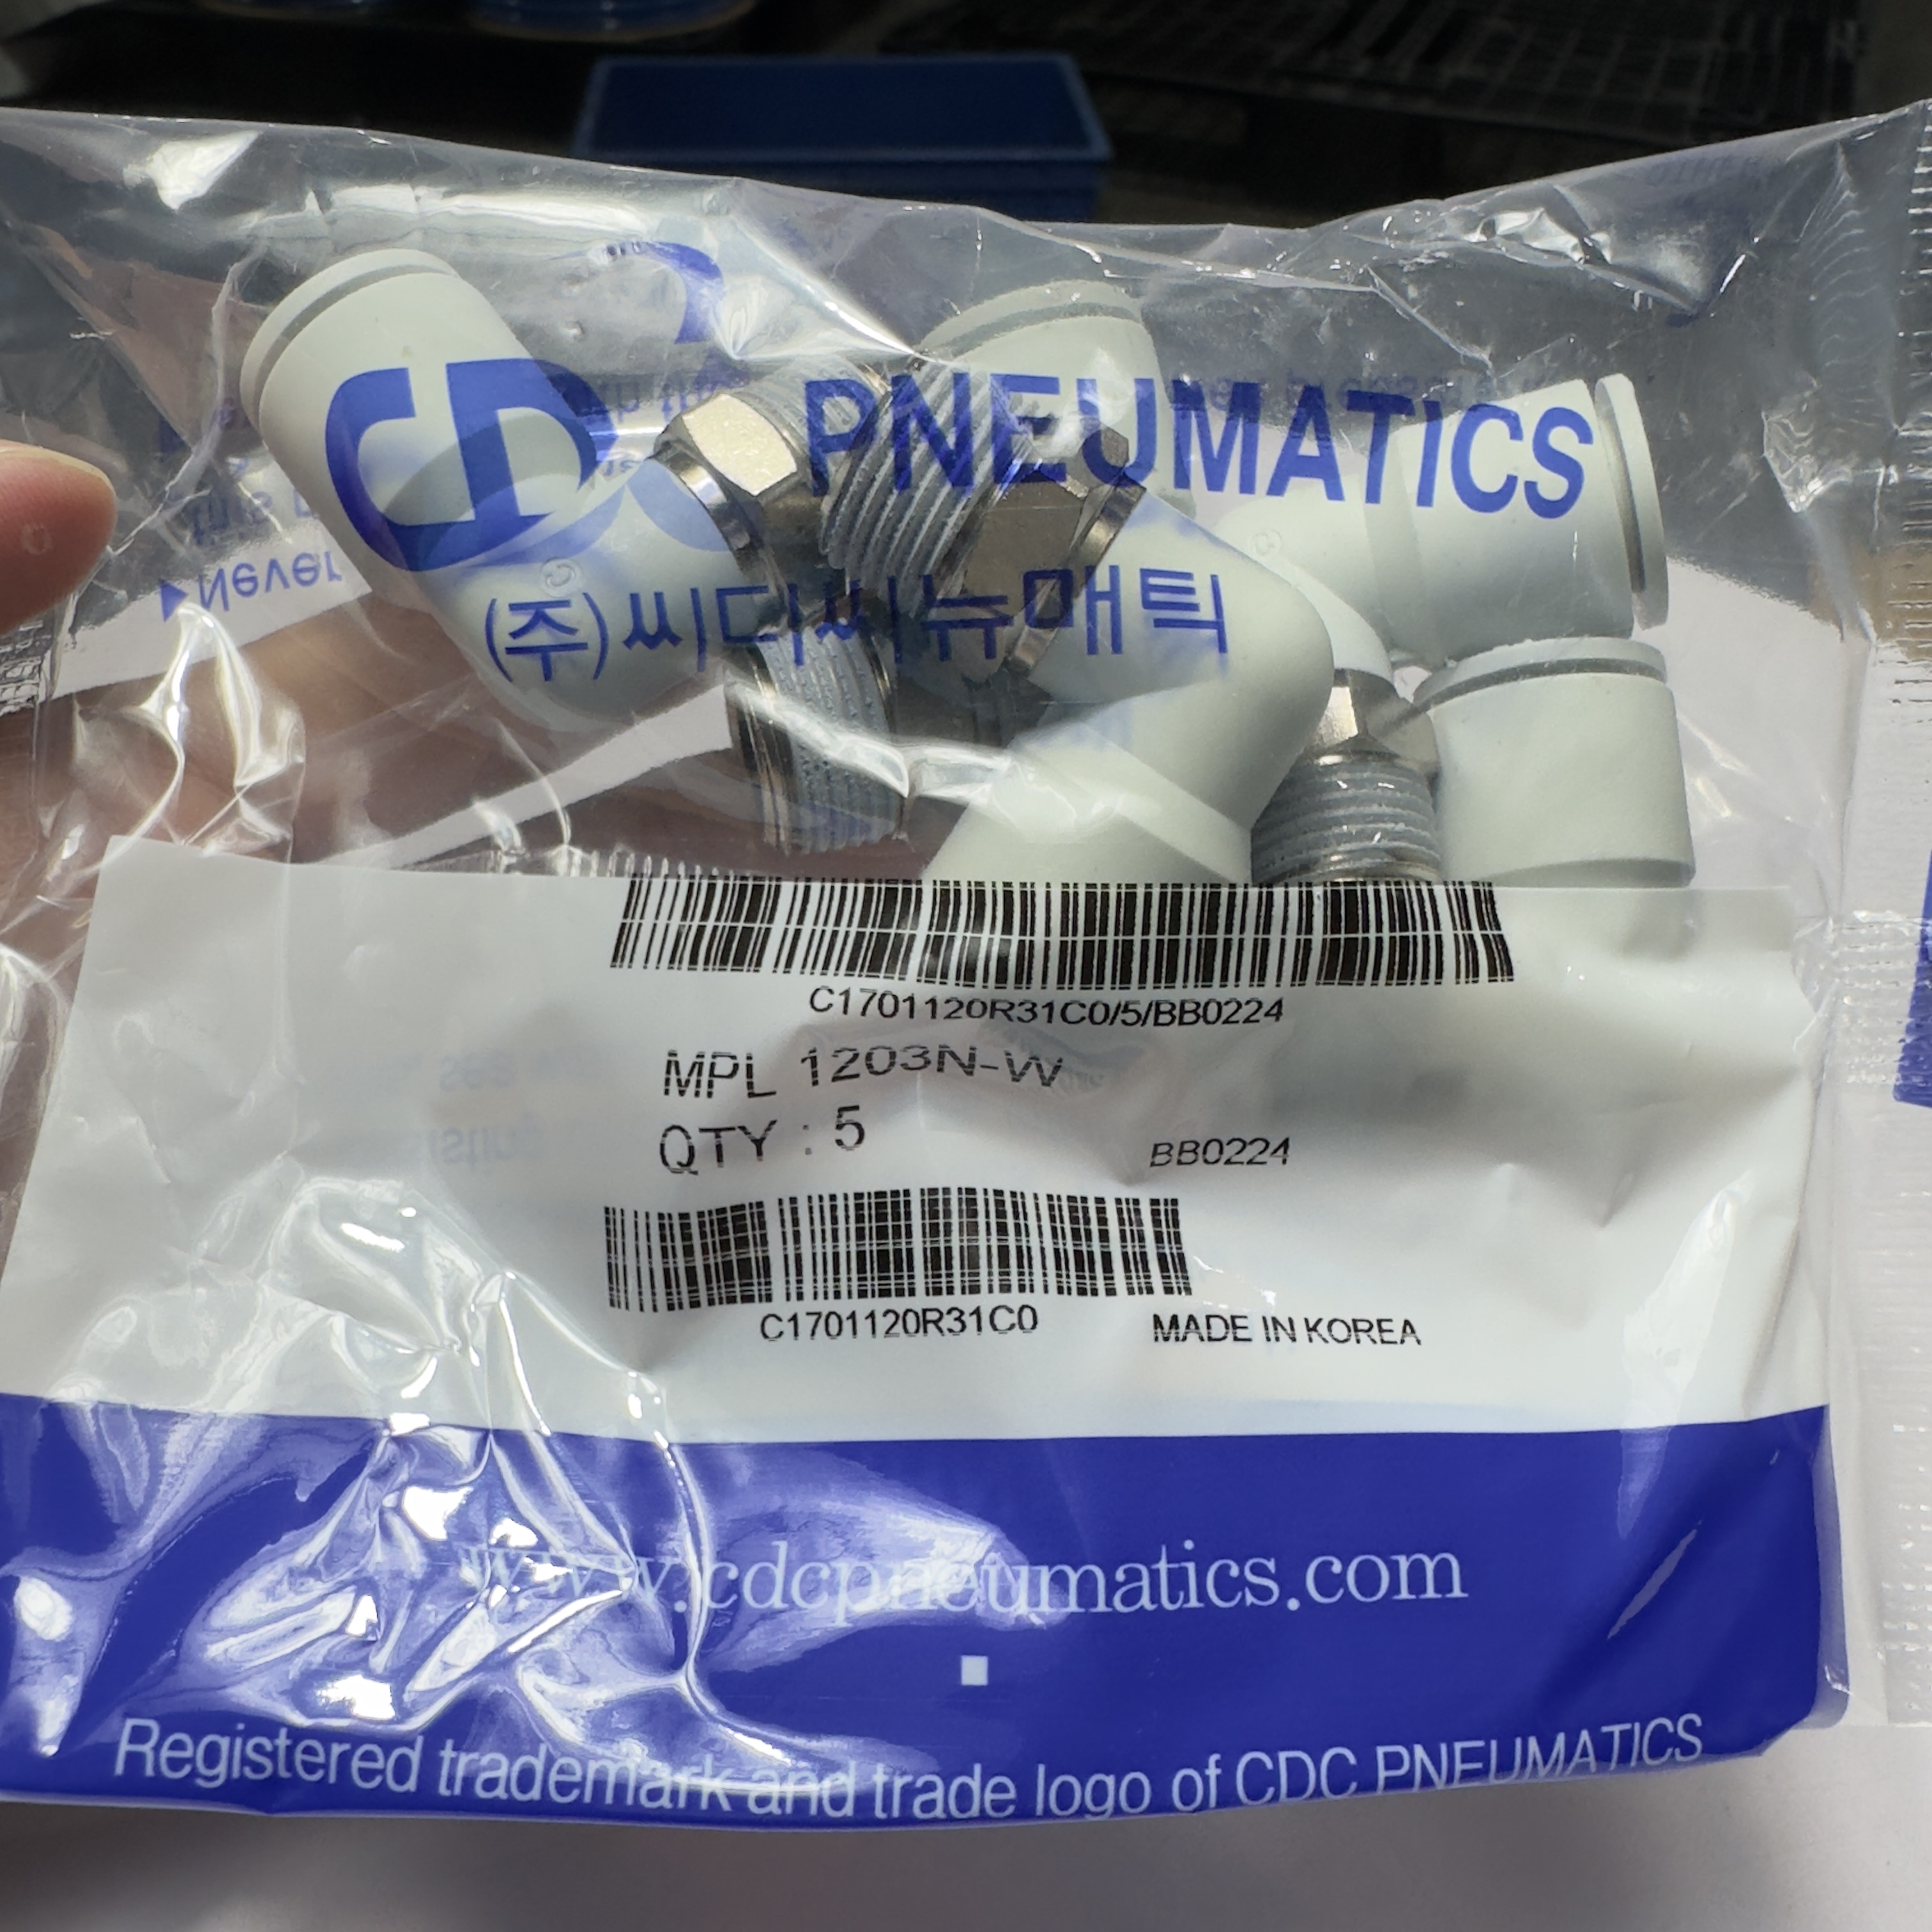 CDC PNEUMATICS
(주)씨디씨뉴매틱
▶Never
C1701120R31C0/5/BB0224
MPL 1203N-W
QTY : 5
BB0224
C1701120R31C0
MADE IN KOREA
www.cdcpneumatics.com
Registered trademark and trade logo of CDC PNEUMATICS